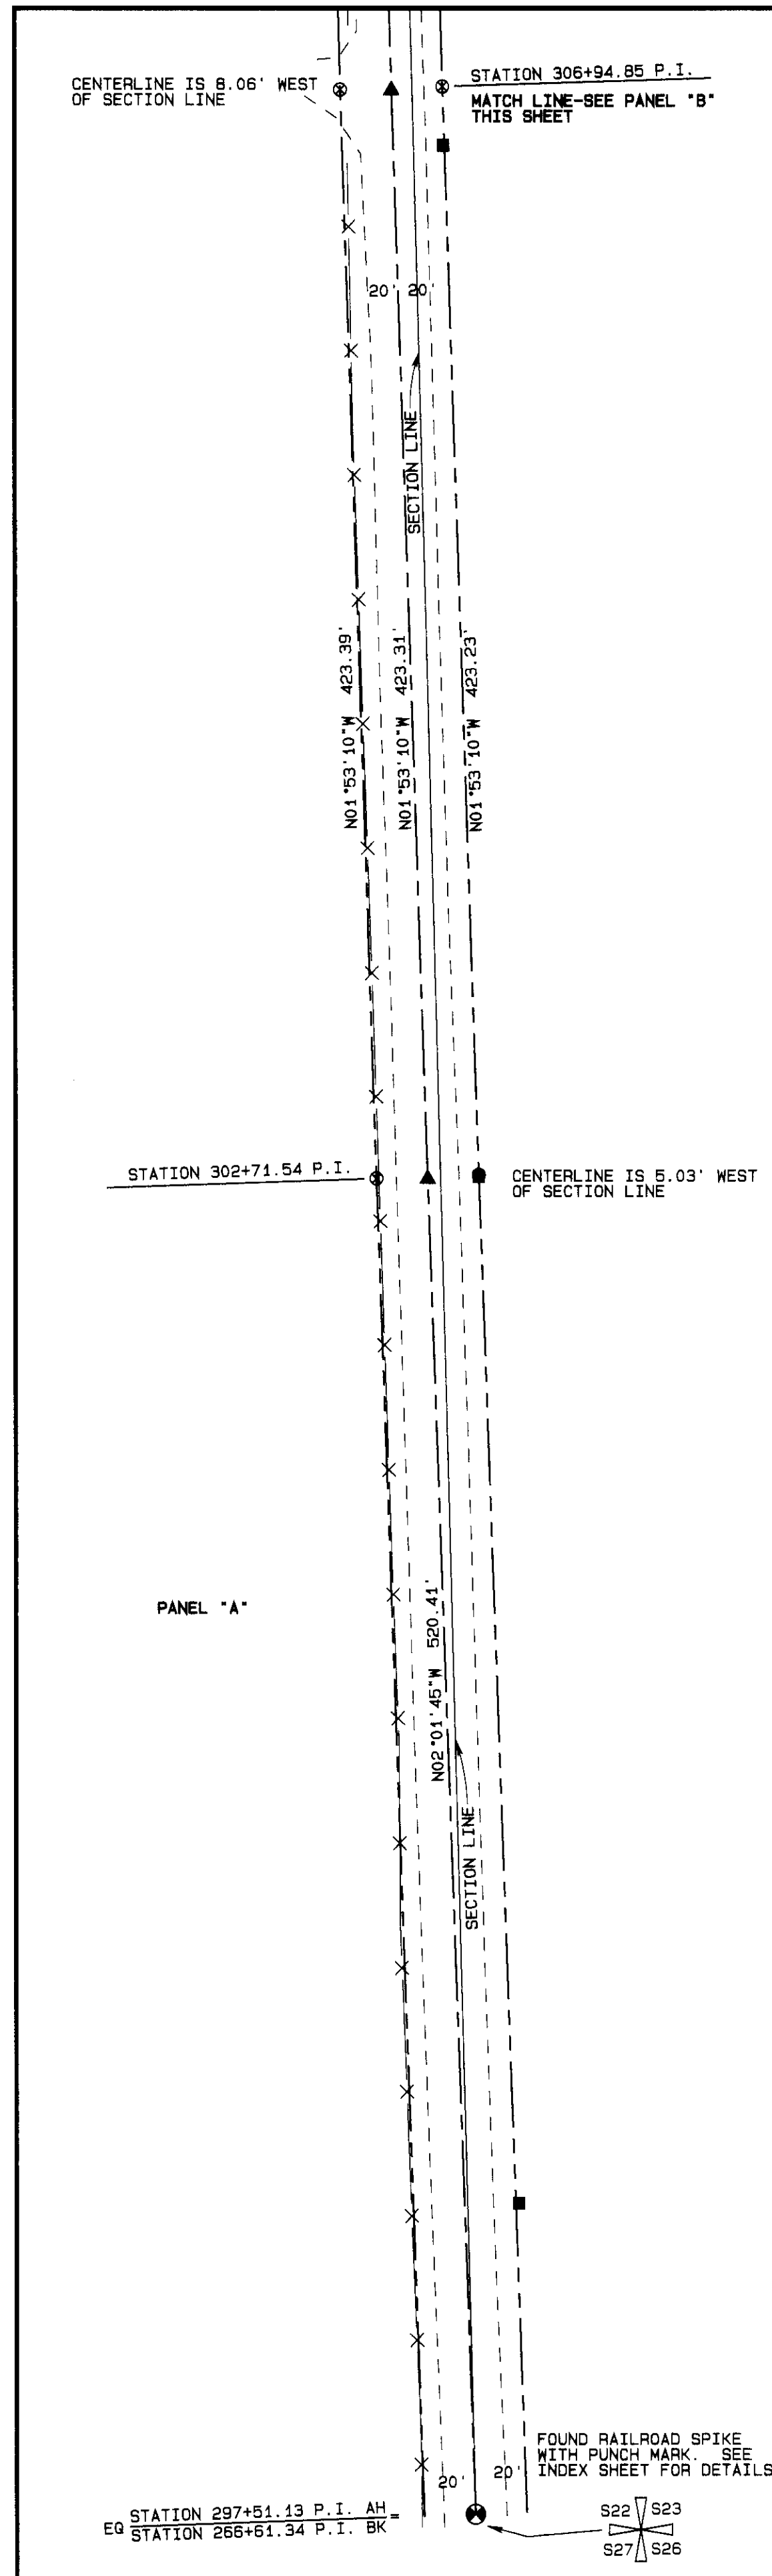 CENTERLINE IS 8.06' WEST
OF SECTION LINE
STATION 306+94.85 P.I.
MATCH LINE-SEE PANEL "B"
THIS SHEET
20' 20'
SECTION LINE
N01°53'10"W 423.39'
N01°53'10"W 423.31'
N01°53'10"W 423.23'
STATION 302+71.54 P.I.
CENTERLINE IS 5.03' WEST
OF SECTION LINE
PANEL "A"
N02°01'45"W 520.41'
SECTION LINE
FOUND RAILROAD SPIKE
WITH PUNCH MARK. SEE
INDEX SHEET FOR DETAILS
20' 20'
EQ STATION 297+51.13 P.I. AH =
STATION 266+61.34 P.I. BK
S22 S23
S27 S26